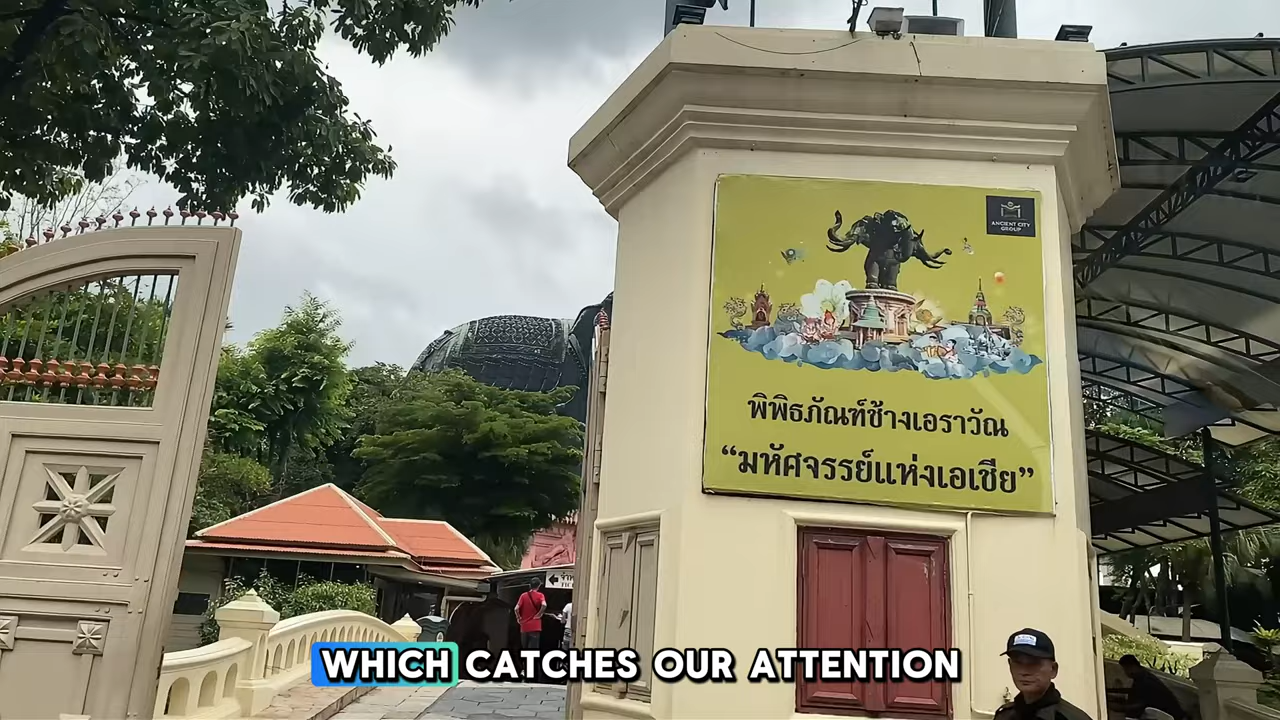 ANCIENT CITY
GROUP
พิพิธภัณฑ์ช้างเอราวัณ
“มหัศจรรย์แห่งเอเชีย”
WHICH CATCHES OUR ATTENTION